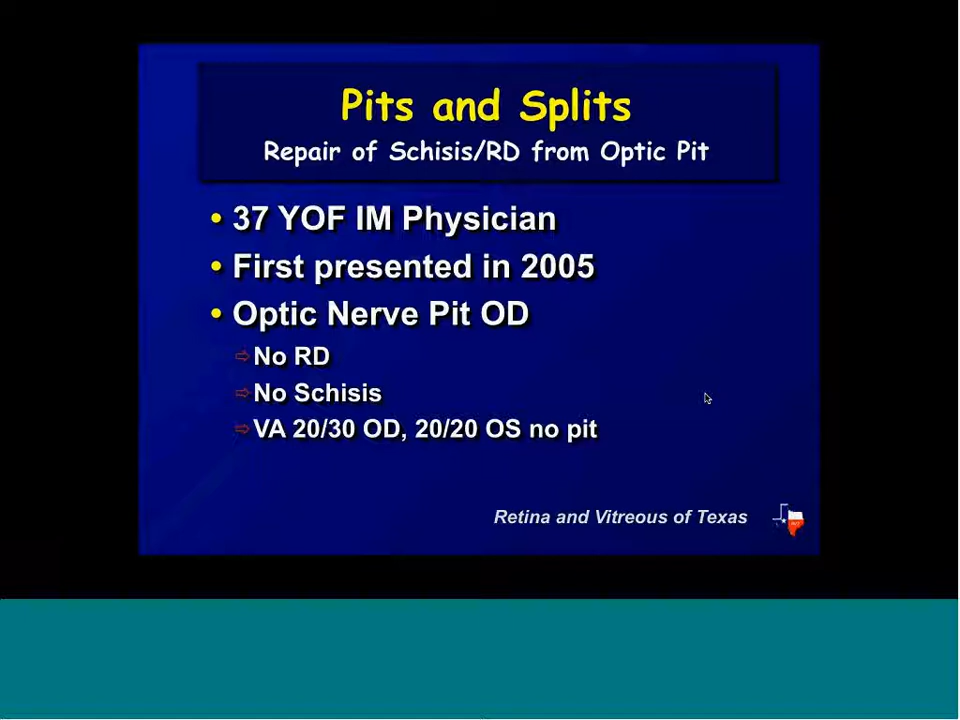 Pits and Splits
Repair of Schisis/RD from Optic Pit
• 37 YOF IM Physician
• First presented in 2005
• Optic Nerve Pit OD
⇨ No RD
⇨ No Schisis
⇨ VA 20/30 OD, 20/20 OS no pit
Retina and Vitreous of Texas